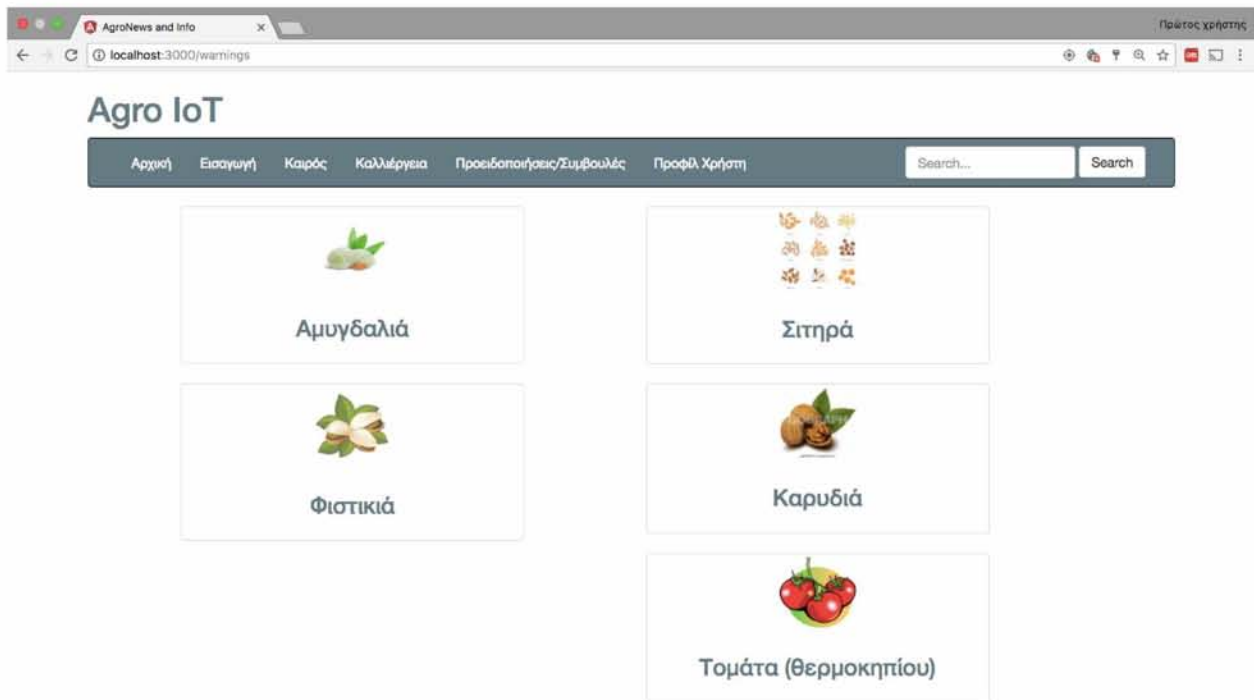 AgroNews and Info
Πρώτος χρήστης
localhost:3000/warnings
Agro IoT
Αρχική Εισαγωγή Καιρός Καλλιέργεια Προειδοποιήσεις/Συμβουλές Προφίλ Χρήστη Search... Search
Αμυγδαλιά
Σιτηρά
Φιστικιά
Καρυδιά
Τομάτα (θερμοκηπίου)